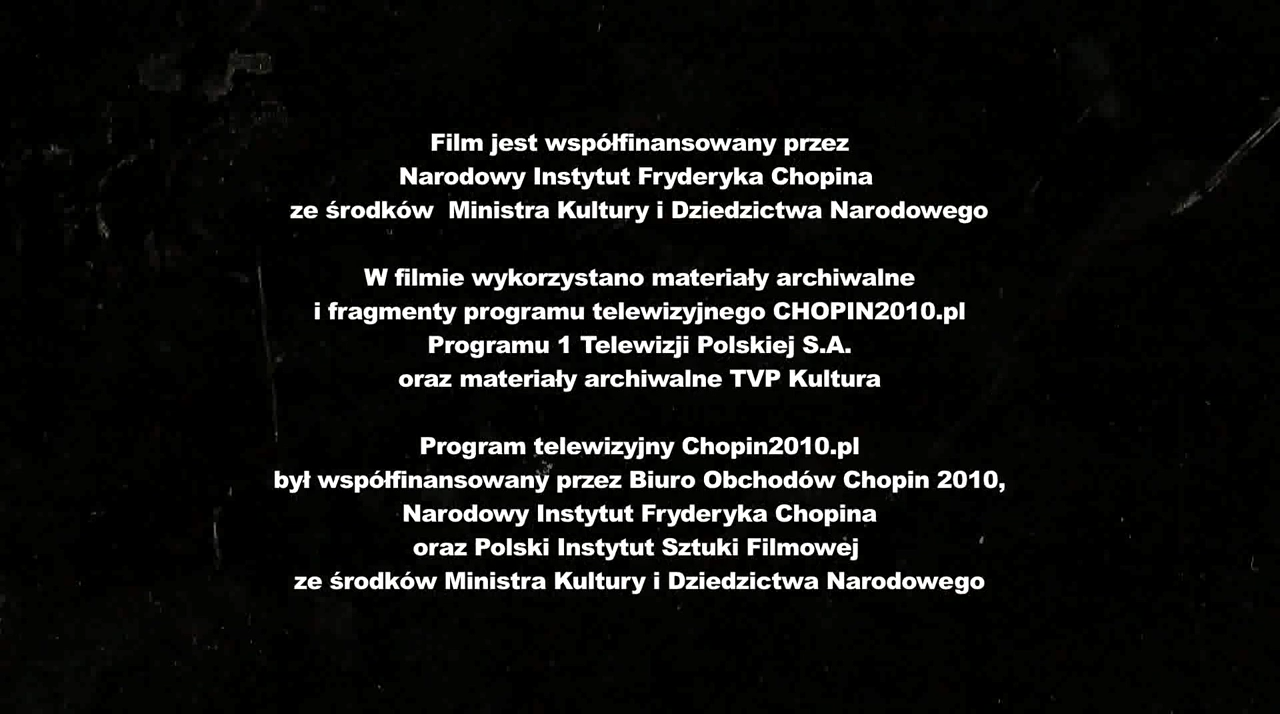 Film jest współfinansowany przez
Narodowy Instytut Fryderyka Chopina
ze środków  Ministra Kultury i Dziedzictwa Narodowego
W filmie wykorzystano materiały archiwalne
i fragmenty programu telewizyjnego CHOPIN2010.pl
Programu 1 Telewizji Polskiej S.A.
oraz materiały archiwalne TVP Kultura
Program telewizyjny Chopin2010.pl
był współfinansowany przez Biuro Obchodów Chopin 2010,
Narodowy Instytut Fryderyka Chopina
oraz Polski Instytut Sztuki Filmowej
ze środków Ministra Kultury i Dziedzictwa Narodowego